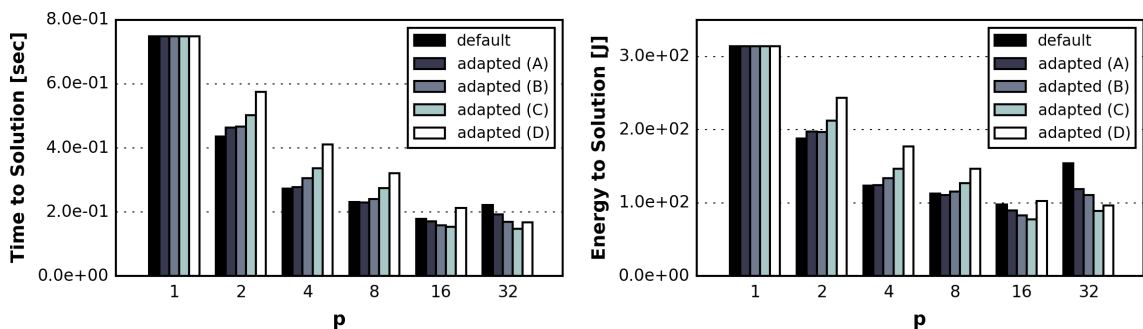 Time to Solution [sec]
8.0e-01
6.0e-01
4.0e-01
2.0e-01
0.0e+00
default
adapted (A)
adapted (B)
adapted (C)
adapted (D)
1 2 4 8 16 32
p
Energy to Solution [J]
3.0e+02
2.0e+02
1.0e+02
0.0e+00
default
adapted (A)
adapted (B)
adapted (C)
adapted (D)
1 2 4 8 16 32
p